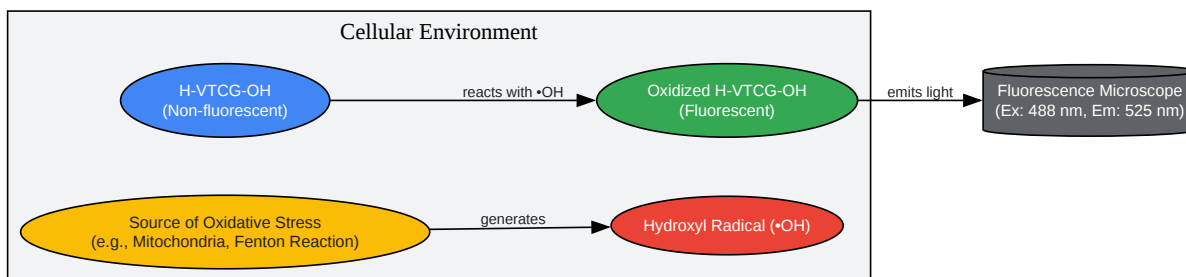 Cellular Environment
H-VTCG-OH
(Non-fluorescent)
reacts with •OH
Oxidized H-VTCG-OH
(Fluorescent)
emits light
Fluorescence Microscope
(Ex: 488 nm, Em: 525 nm)
Source of Oxidative Stress
(e.g., Mitochondria, Fenton Reaction)
generates
Hydroxyl Radical (•OH)